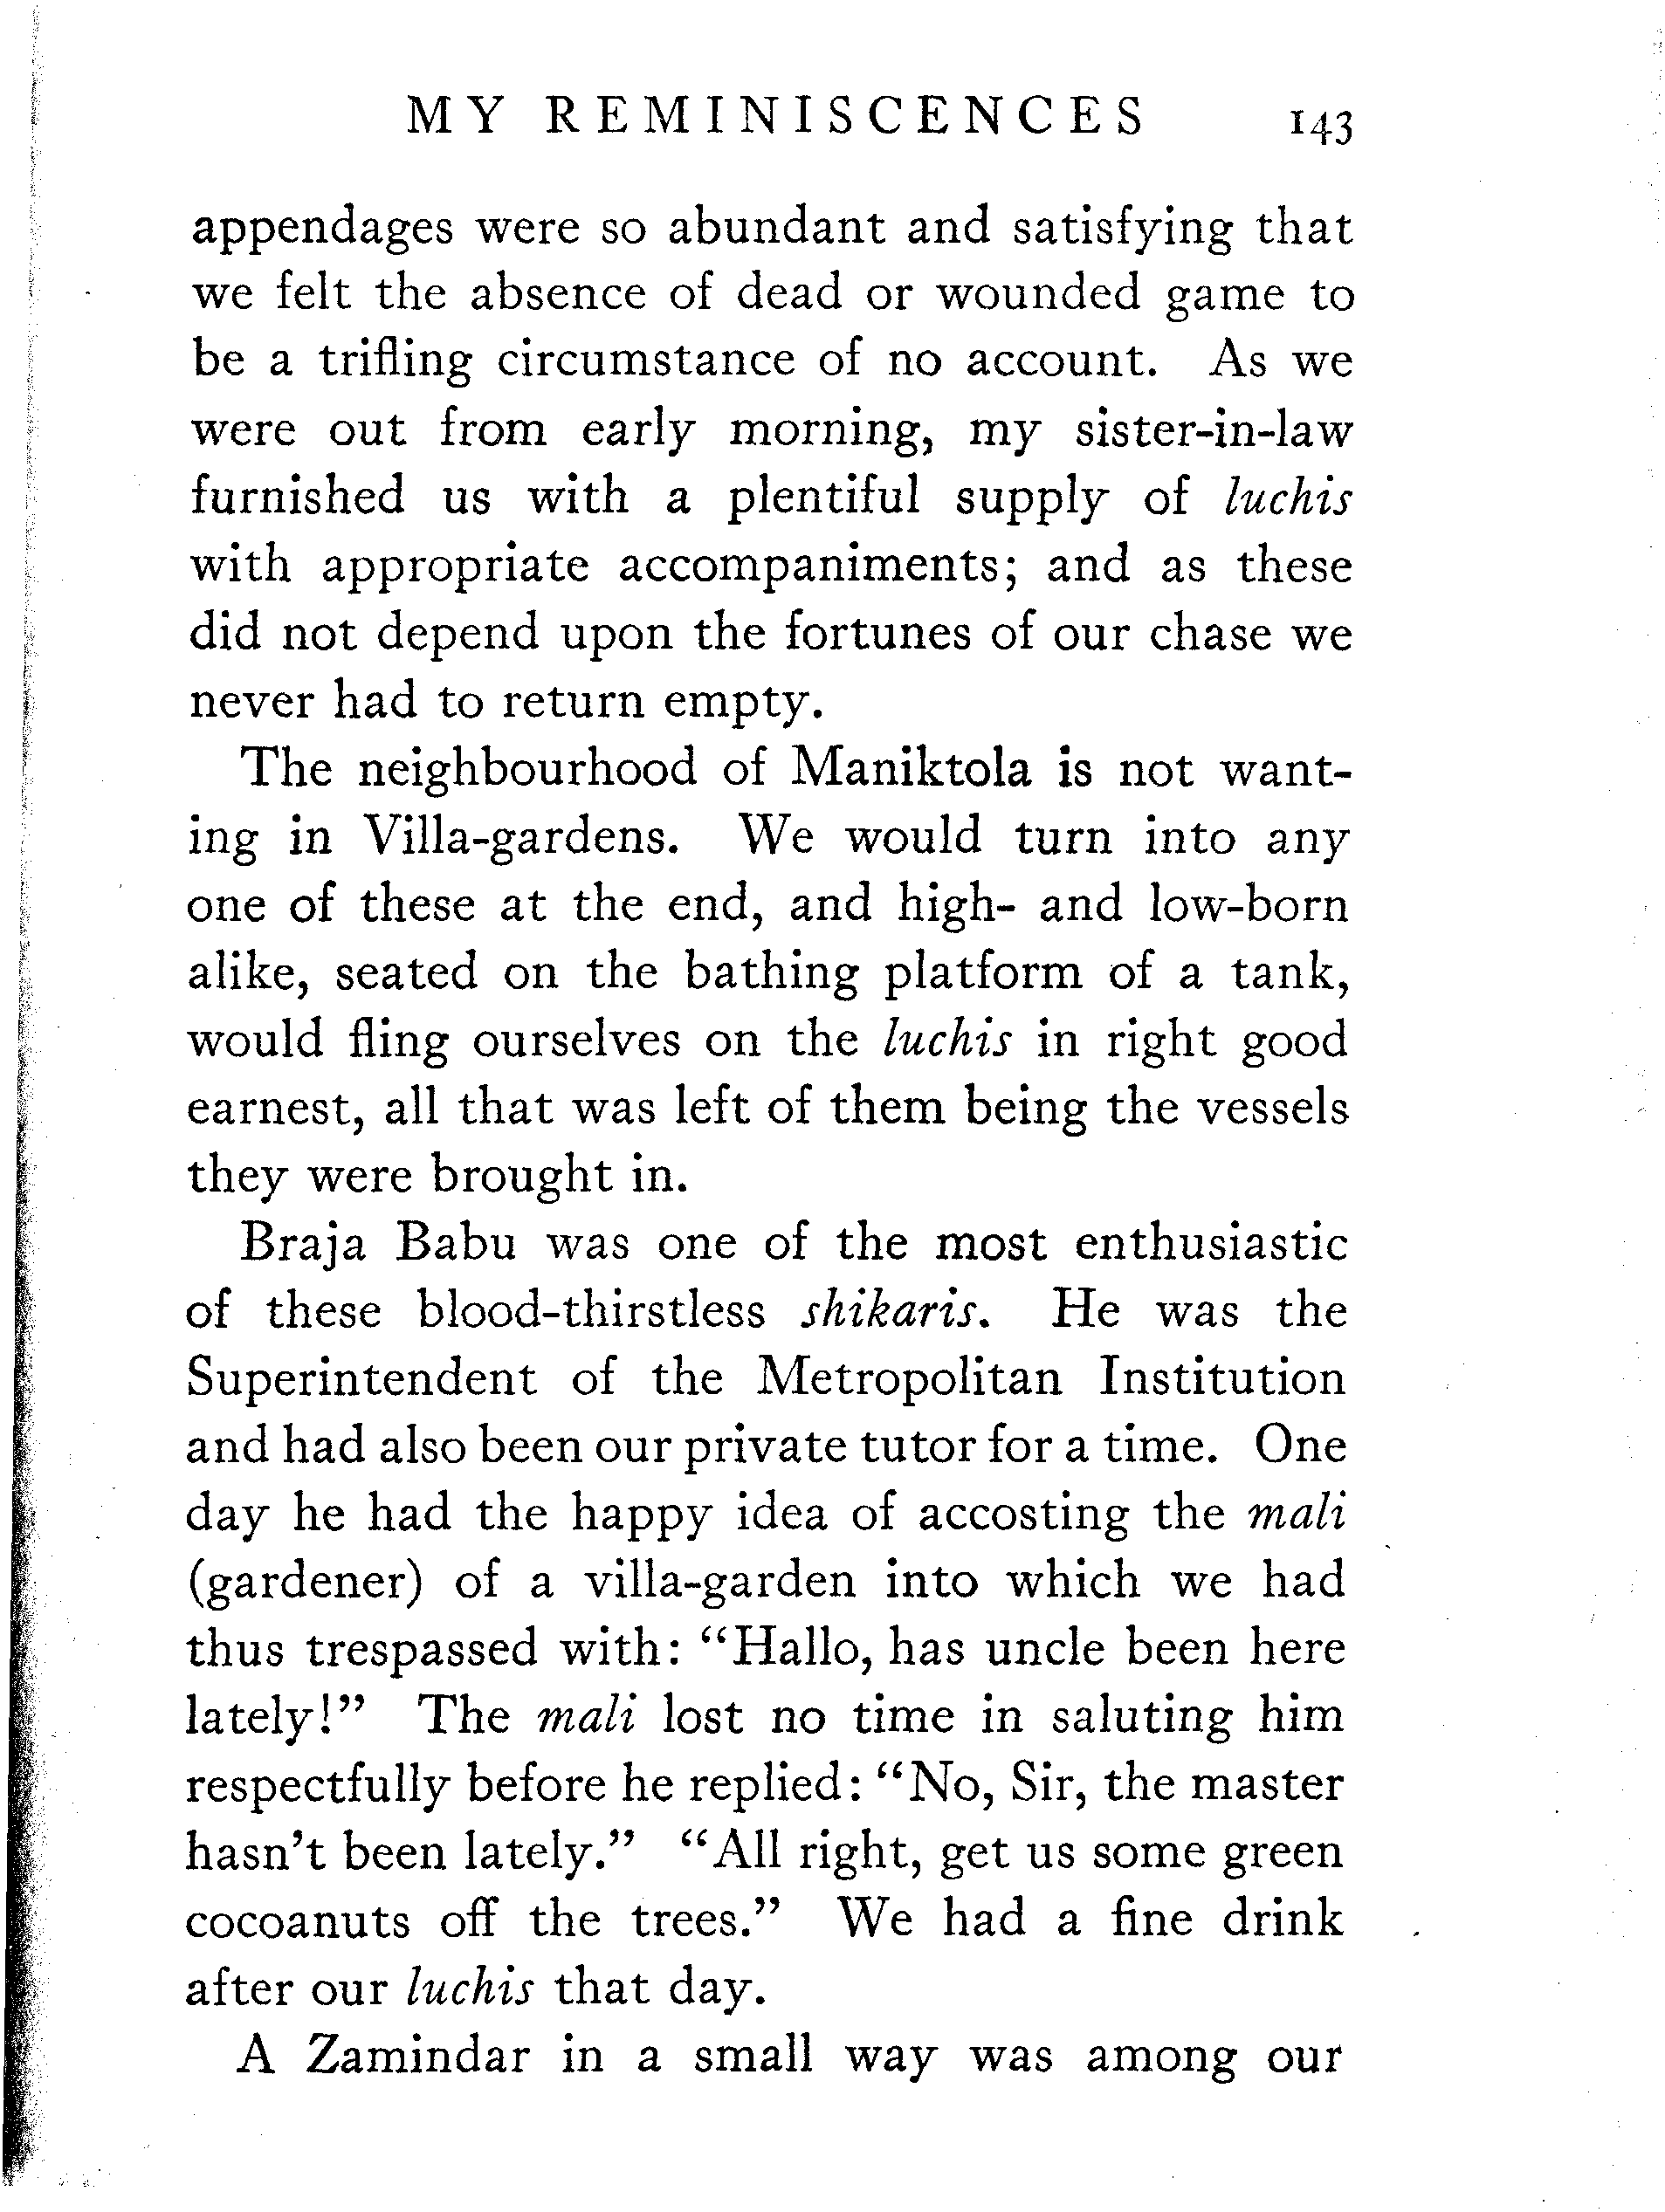 MY REMINISCENCES 143
appendages were so abundant and satisfying that
we felt the absence of dead or wounded game to
be a trifling circumstance of no account. As we
were out from early morning, my sister-in-law
furnished us with a plentiful supply of luchis
with appropriate accompaniments; and as these
did not depend upon the fortunes of our chase we
never had to return empty.
The neighbourhood of Maniktola is not want-
ing in Villa-gardens. We would turn into any
one of these at the end, and high- and low-born
alike, seated on the bathing platform of a tank,
would fling ourselves on the luchis in right good
earnest, all that was left of them being the vessels
they were brought in.
Braja Babu was one of the most enthusiastic
of these blood-thirstless shikaris. He was the
Superintendent of the Metropolitan Institution
and had also been our private tutor for a time. One
day he had the happy idea of accosting the mali
(gardener) of a villa-garden into which we had
thus trespassed with: “Hallo, has uncle been here
lately!” The mali lost no time in saluting him
respectfully before he replied: “No, Sir, the master
hasn’t been lately.” “All right, get us some green
cocoanuts off the trees.” We had a fine drink
after our luchis that day.
A Zamindar in a small way was among our